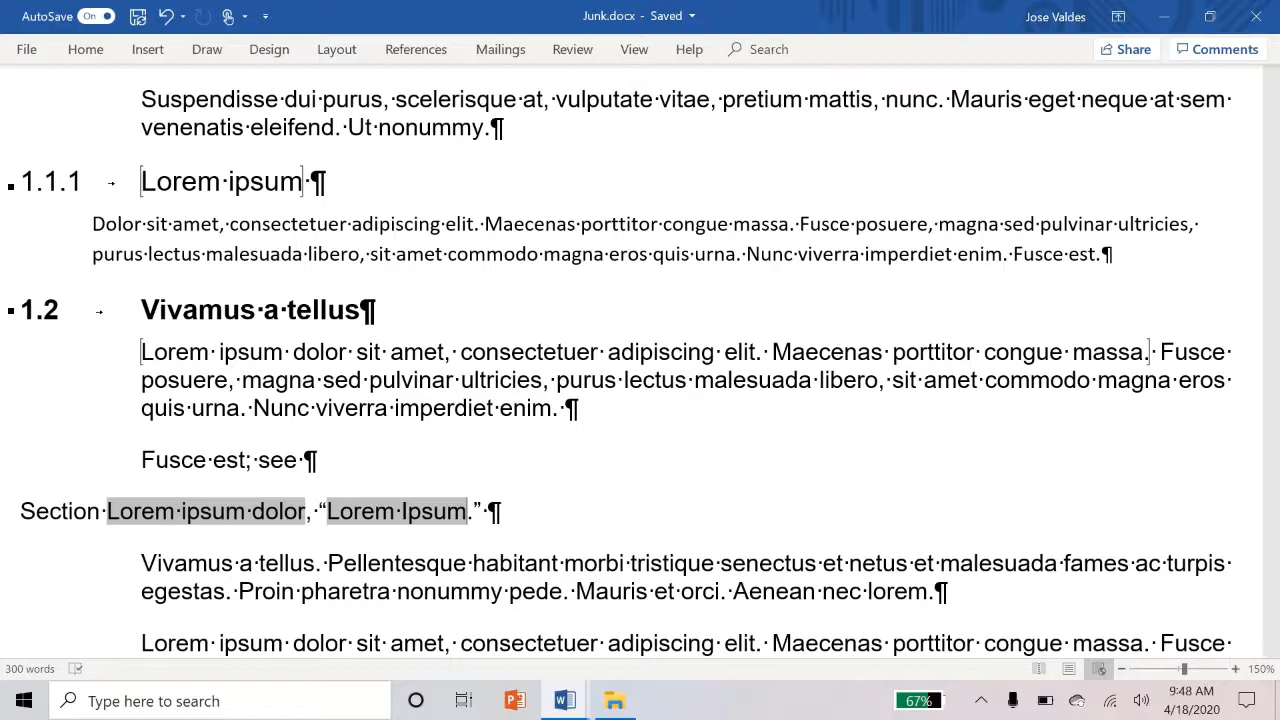 AutoSave On Junk.docx - Saved Jose Valdes
File Home Insert Draw Design Layout References Mailings Review View Help Search Share Comments
Suspendisse·dui·purus,·scelerisque·at,·vulputate·vitae,·pretium·mattis,·nunc.·Mauris·eget·neque·at·sem·
venenatis·eleifend.·Ut·nonummy.¶
1.1.1 → Lorem·ipsum·¶
Dolor·sit·amet,·consectetuer·adipiscing·elit.·Maecenas·porttitor·congue·massa.·Fusce·posuere,·magna·sed·pulvinar·ultricies,·
purus·lectus·malesuada·libero,·sit·amet·commodo·magna·eros·quis·urna.·Nunc·viverra·imperdiet·enim.·Fusce·est.¶
1.2 → Vivamus·a·tellus¶
Lorem·ipsum·dolor·sit·amet,·consectetuer·adipiscing·elit.·Maecenas·porttitor·congue·massa.·Fusce·
posuere,·magna·sed·pulvinar·ultricies,·purus·lectus·malesuada·libero,·sit·amet·commodo·magna·eros·
quis·urna.·Nunc·viverra·imperdiet·enim.·¶
Fusce·est;·see·¶
Section·Lorem·ipsum·dolor,·“Lorem·Ipsum.”·¶
Vivamus·a·tellus.·Pellentesque·habitant·morbi·tristique·senectus·et·netus·et·malesuada·fames·ac·turpis·
egestas.·Proin·pharetra·nonummy·pede.·Mauris·et·orci.·Aenean·nec·lorem.¶
Lorem·ipsum·dolor·sit·amet,·consectetuer·adipiscing·elit.·Maecenas·porttitor·congue·massa.·Fusce·
300 words 150%
Type here to search 67% 9:48 AM
4/18/2020